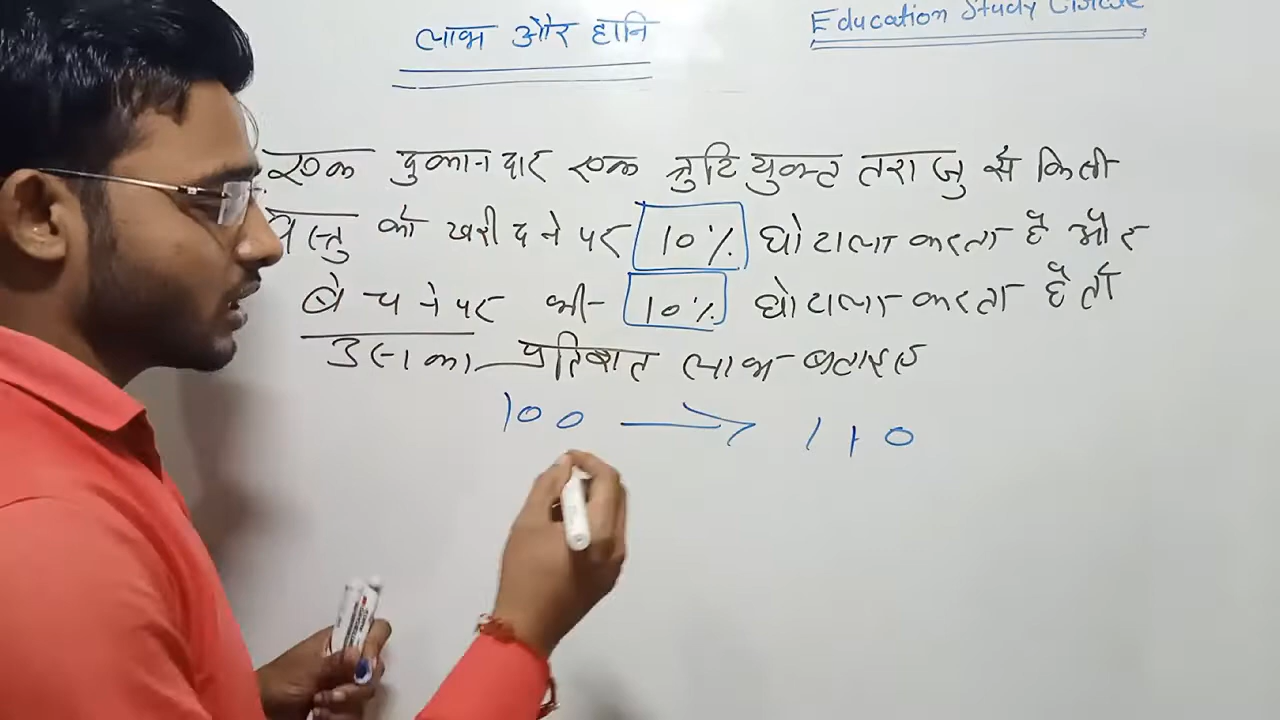 लाभ और हानि
Education Study
एक दुकानदार एक त्रुटि युक्त तराजु से किसी
वस्तु को खरीदने पर 10% घोटाला करता है और
बेचने पर भी 10% घोटाला करता है तो
उसका प्रतिशत लाभ बताइए
100 → 110